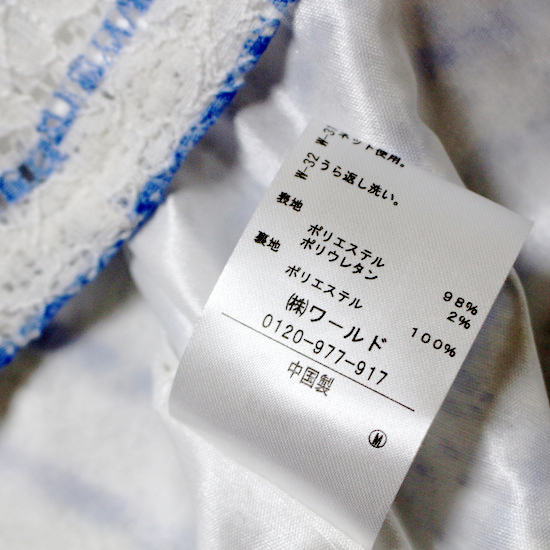 W-31 ネット使用。
W-32 うら返し洗い。
表地
ポリエステル 98%
ポリウレタン 2%
裏地
ポリエステル 100%
㈱ワールド
0120-977-917
中国製
M